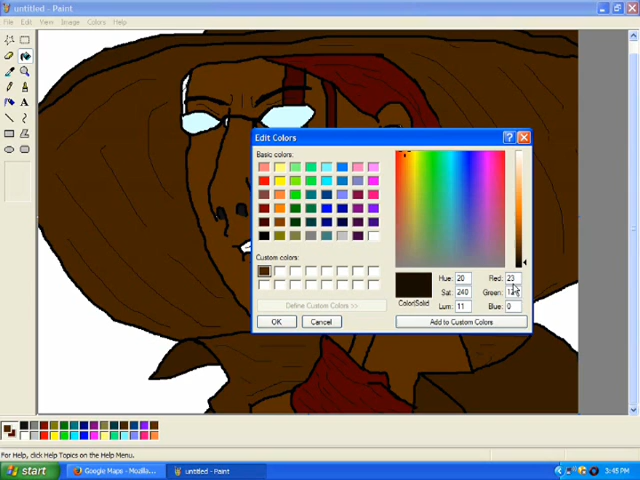 untitled - Paint
File Edit View Image Colors Help
Edit Colors
Basic colors:
Custom colors:
Define Custom Colors >>
OK
Cancel
Color|Solid
Hue: 20
Sat: 240
Lum: 11
Red: 23
Green:
Blue: 0
Add to Custom Colors
For Help, click Help Topics on the Help Menu.
start
Google Maps - Mozilla...
untitled - Paint
3:45 PM